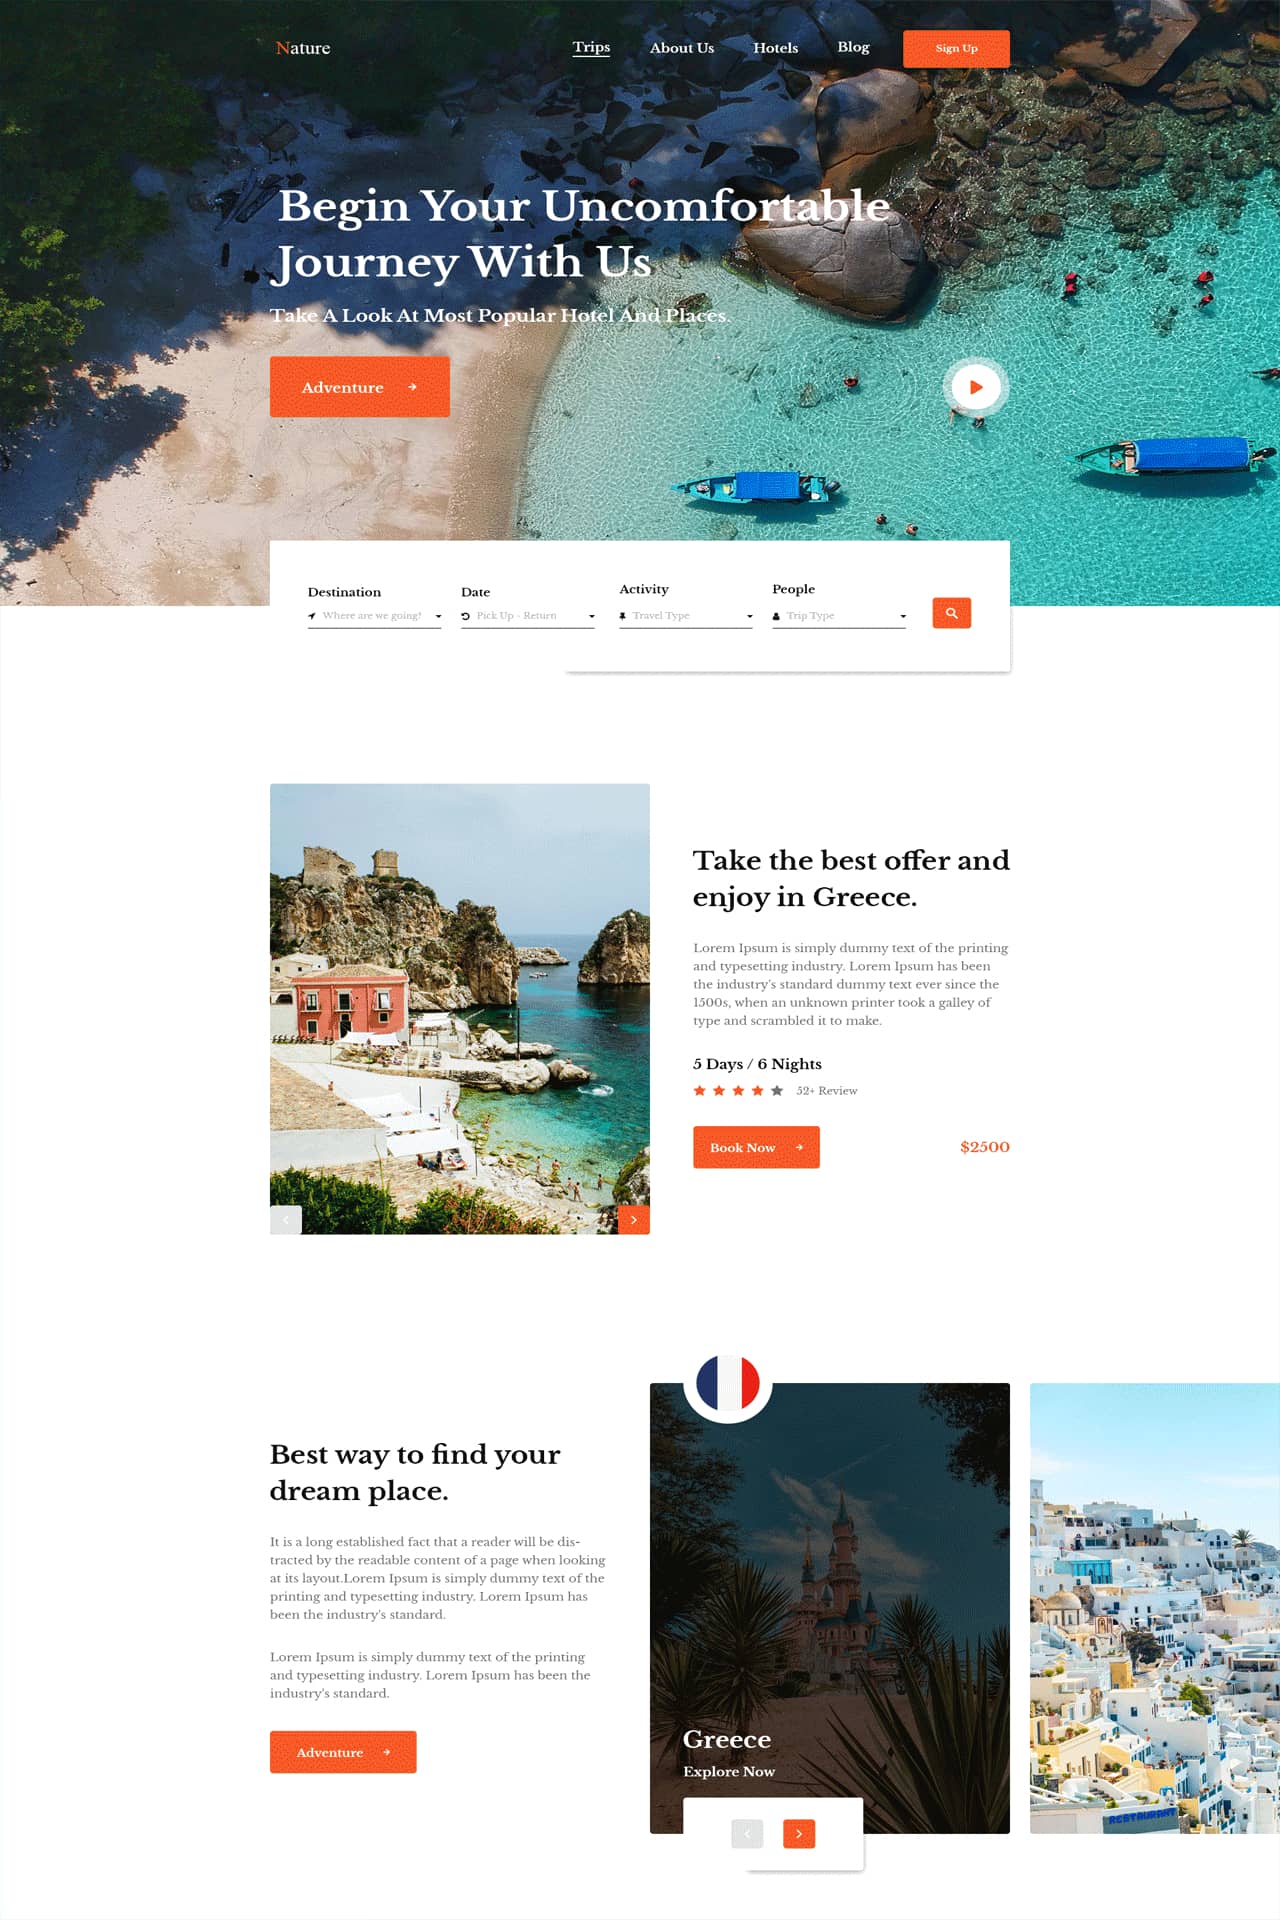 Nature
Trips
About Us
Hotels
Blog
Sign Up
Begin Your Uncomfortable
Journey With Us
Take A Look At Most Popular Hotel And Places.
Adventure
Destination
Where are we going?
Date
Pick Up - Return
Activity
Travel Type
People
Trip Type
Take the best offer and
enjoy in Greece.
Lorem Ipsum is simply dummy text of the printing
and typesetting industry. Lorem Ipsum has been
the industry's standard dummy text ever since the
1500s, when an unknown printer took a galley of
type and scrambled it to make.
5 Days / 6 Nights
52+ Review
Book Now
$2500
Best way to find your
dream place.
It is a long established fact that a reader will be dis-
tracted by the readable content of a page when looking
at its layout.Lorem Ipsum is simply dummy text of the
printing and typesetting industry. Lorem Ipsum has
been the industry's standard.
Lorem Ipsum is simply dummy text of the printing
and typesetting industry. Lorem Ipsum has been the
industry's standard.
Adventure
Greece
Explore Now
RESTAURANT